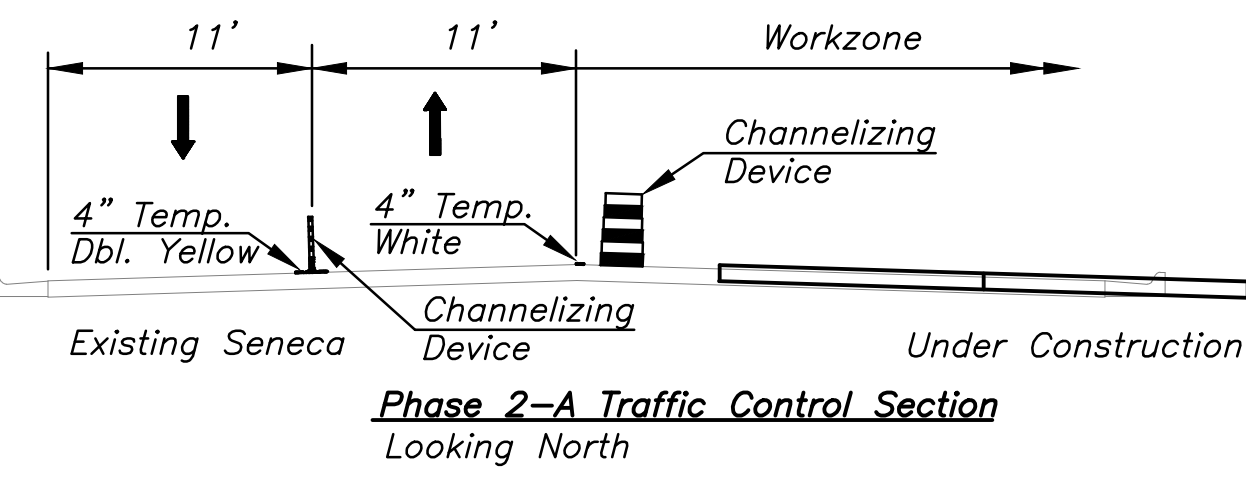 11’
11’
Workzone
Channelizing
Device
4” Temp.
Dbl. Yellow
4” Temp.
White
Channelizing
Device
Existing Seneca
Under Construction
Phase 2-A Traffic Control Section
Looking North